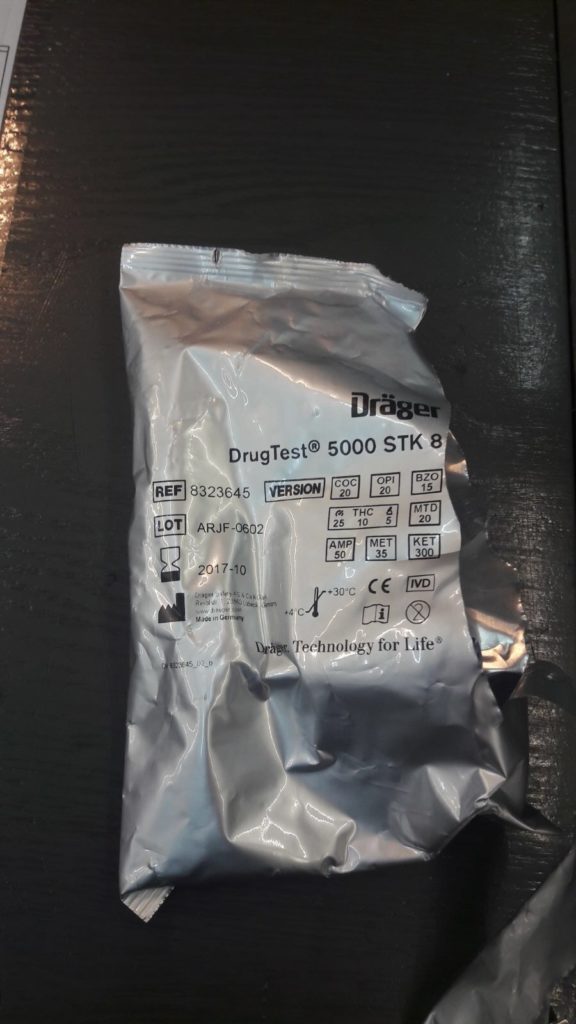 Dräger
DrugTest® 5000 STK 8
REF 8323645 VERSION COC 20 OPI 20 BZO 15
THC 25 10 5 MTD 20
LOT ARJF-0602
AMP 50 MET 35 KET 300
2017-10
+4°C +30°C CE IVD
Made in Germany
Dräger. Technology for Life®